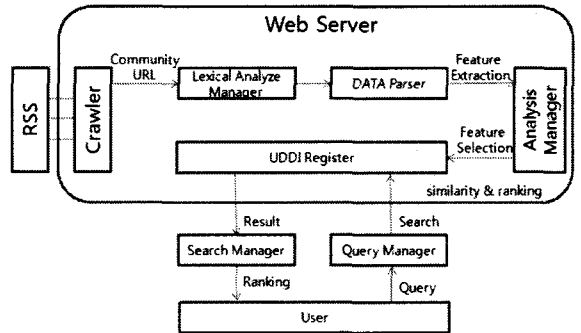 Web Server
Community
URL
Feature
Extraction
RSS
Crawler
Lexical Analyze
Manager
DATA Parser
Analysis
Manager
Feature
Selection
UDDI Register
similarity & ranking
Result
Search
Search Manager
Query Manager
Ranking
Query
User